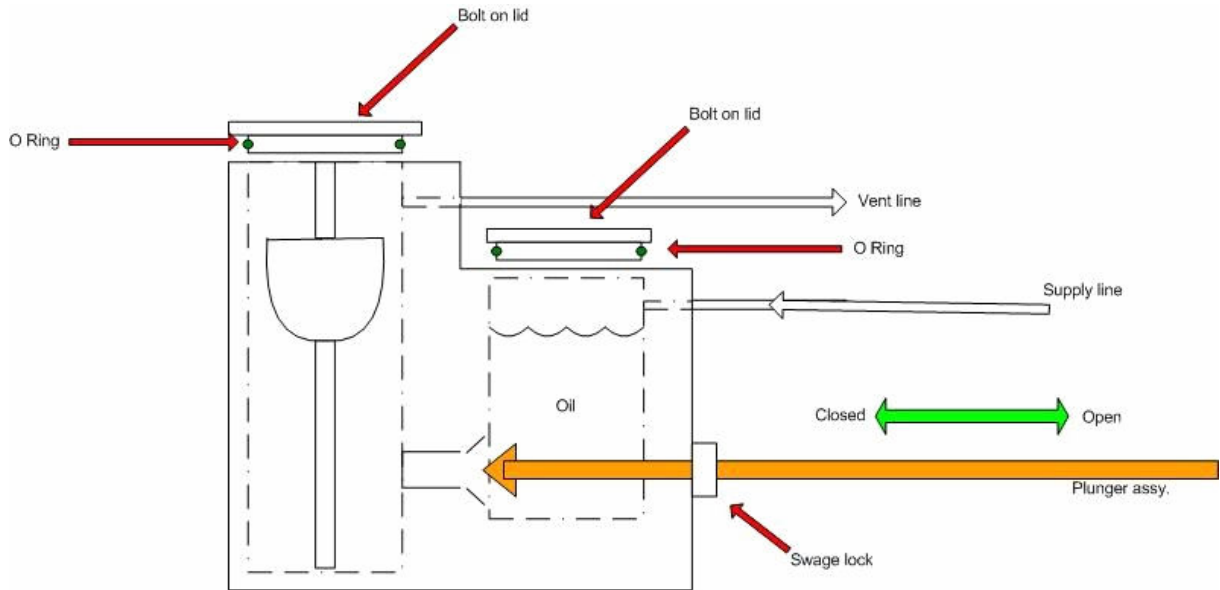 Bolt on lid
Bolt on lid
O Ring
Vent line
O Ring
Supply line
Oil
Closed
Open
Plunger assy.
Swage lock